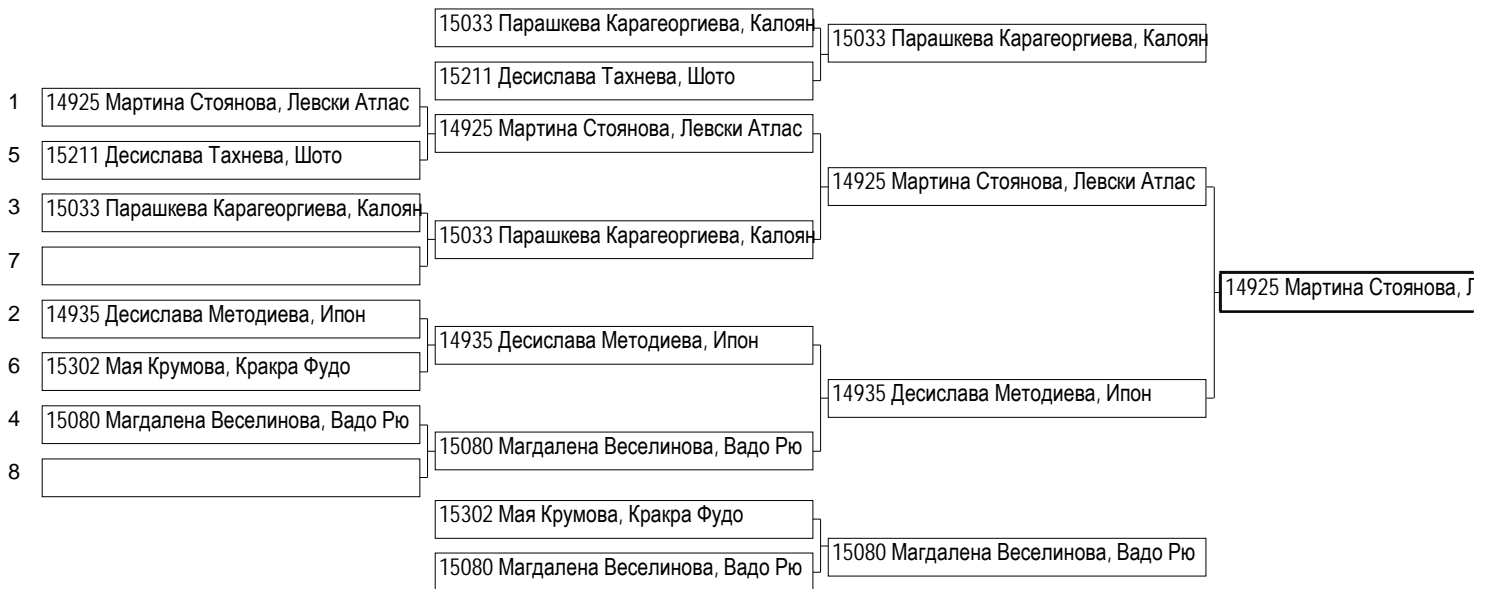 15033 Парашкева Карагеоргиева, Калоян
15033 Парашкева Карагеоргиева, Калоян
15211 Десислава Тахнева, Шото
1 14925 Мартина Стоянова, Левски Атлас
14925 Мартина Стоянова, Левски Атлас
5 15211 Десислава Тахнева, Шото
14925 Мартина Стоянова, Левски Атлас
3 15033 Парашкева Карагеоргиева, Калоян
15033 Парашкева Карагеоргиева, Калоян
7
14925 Мартина Стоянова, Л
2 14935 Десислава Методиева, Ипон
14935 Десислава Методиева, Ипон
6 15302 Мая Крумова, Кракра Фудо
14935 Десислава Методиева, Ипон
4 15080 Магдалена Веселинова, Вадо Рю
15080 Магдалена Веселинова, Вадо Рю
8
15302 Мая Крумова, Кракра Фудо
15080 Магдалена Веселинова, Вадо Рю
15080 Магдалена Веселинова, Вадо Рю